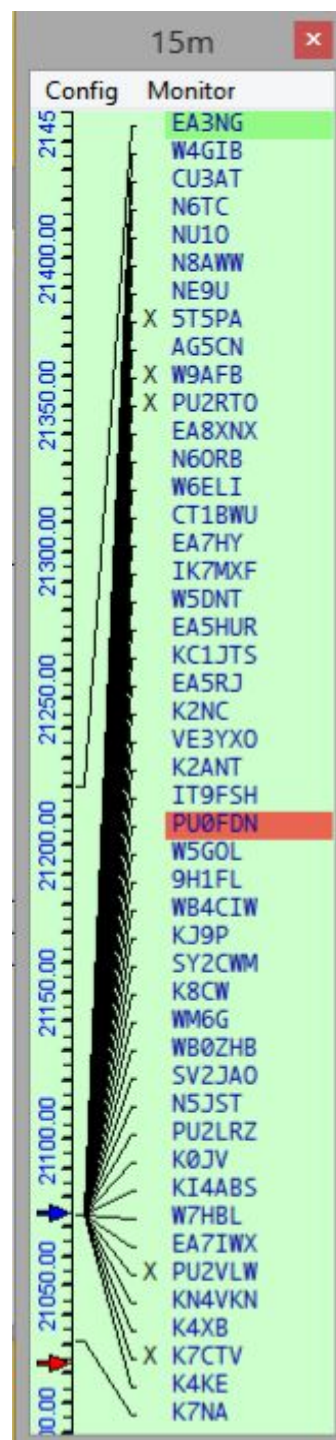 15m
Config Monitor
2145
21400.00
21350.00
21300.00
21250.00
21200.00
21150.00
21100.00
21050.00
00.00
EA3NG
W4GIB
CU3AT
N6TC
NU1O
N8AWW
NE9U
X 5T5PA
AG5CN
X W9AFB
X PU2RTO
EA8XNX
N6ORB
W6ELI
CT1BWU
EA7HY
IK7MXF
W5DNT
EA5HUR
KC1JTS
EA5RJ
K2NC
VE3YXO
K2ANT
IT9FSH
PU0FDN
W5GOL
9H1FL
WB4CIW
KJ9P
SY2CWM
K8CW
WM6G
WB0ZHB
SV2JAO
N5JST
PU2LRZ
K0JV
KI4ABS
W7HBL
EA7IWX
X PU2VLW
KN4VKN
K4XB
X K7CTV
K4KE
K7NA